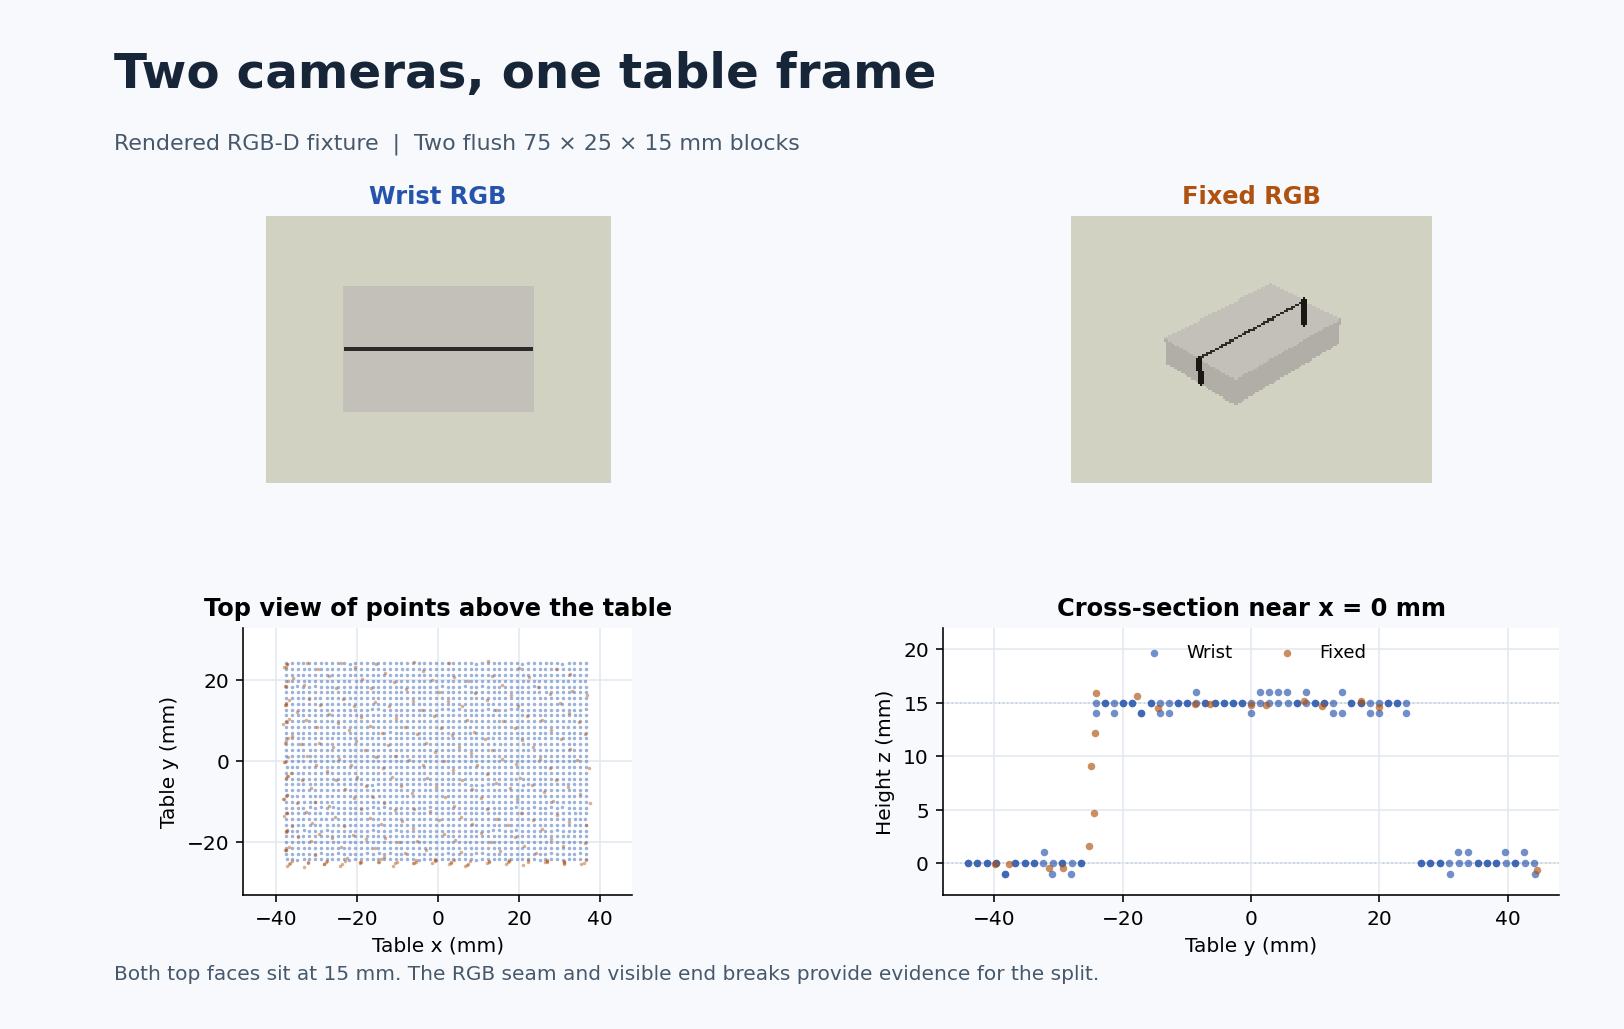 Two cameras, one table frame
Rendered RGB-D fixture | Two flush 75 × 25 × 15 mm blocks
Wrist RGB
Fixed RGB
Top view of points above the table
20
0
−20
Table y (mm)
−40 −20 0 20 40
Table x (mm)
Cross-section near x = 0 mm
Wrist Fixed
20
15
10
5
0
Height z (mm)
−40 −20 0 20 40
Table y (mm)
Both top faces sit at 15 mm. The RGB seam and visible end breaks provide evidence for the split.